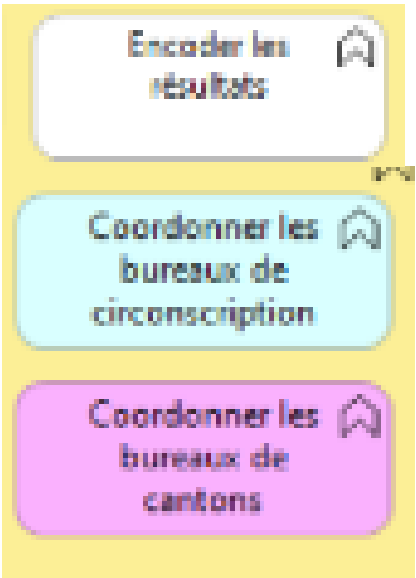 Encoder les
résultats
Coordonner les
bureaux de
circonscription
Coordonner les
bureaux de
cantons